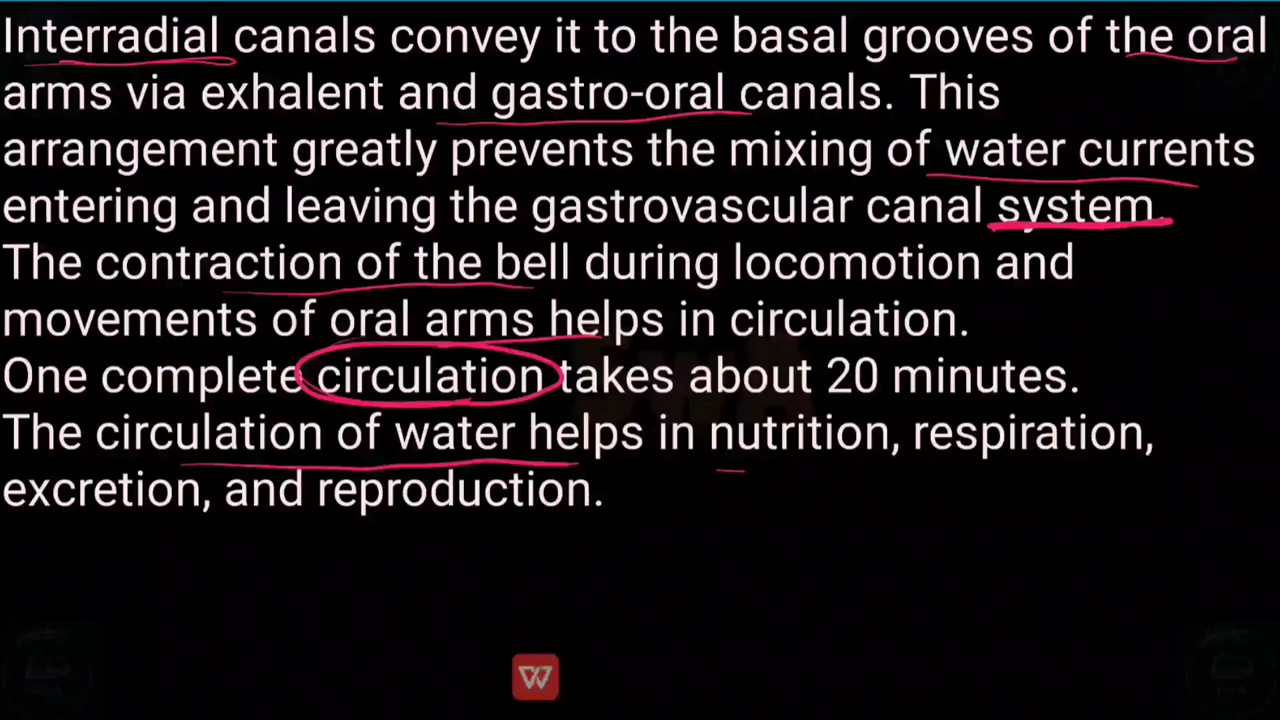 Interradial canals convey it to the basal grooves of the oral
arms via exhalent and gastro-oral canals. This
arrangement greatly prevents the mixing of water currents
entering and leaving the gastrovascular canal system.
The contraction of the bell during locomotion and
movements of oral arms helps in circulation.
One complete circulation takes about 20 minutes.
The circulation of water helps in nutrition, respiration,
excretion, and reproduction.